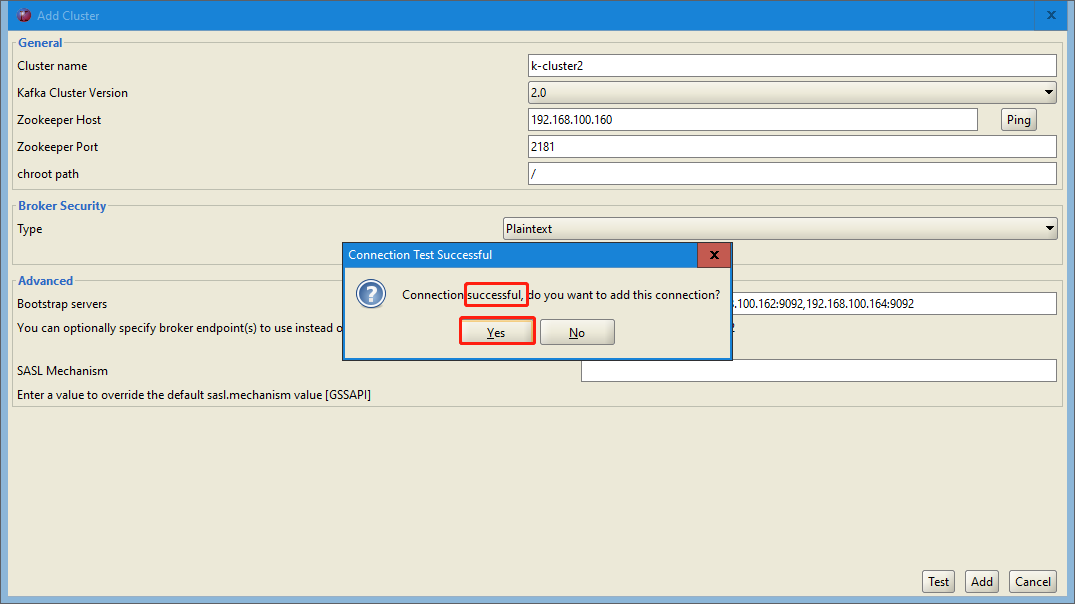 Add Cluster
General
Cluster name k-cluster2
Kafka Cluster Version 2.0
Zookeeper Host 192.168.100.160 Ping
Zookeeper Port 2181
chroot path /
Broker Security
Type Plaintext
Connection Test Successful
Connection successful, do you want to add this connection?
Yes No
Advanced
Bootstrap servers .100.162:9092,192.168.100.164:9092
You can optionally specify broker endpoint(s) to use instead
SASL Mechanism
Enter a value to override the default sasl.mechanism value [GSSAPI]
Test Add Cancel